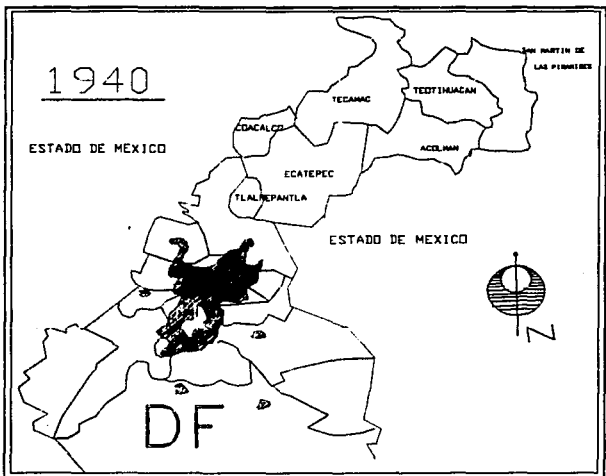 1940
SAN MARTIN DE
LAS PIRAMIDES
TECAMAC
TEOTIHUACAN
COACALCO
ESTADO DE MEXICO
ACOLMAN
ECATEPEC
TLALNEPANTLA
ESTADO DE MEXICO
N
DF